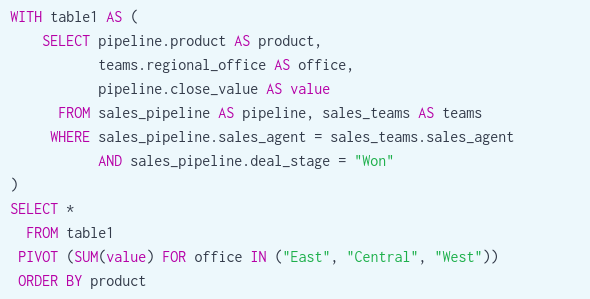 WITH table1 AS (
    SELECT pipeline.product AS product,
           teams.regional_office AS office,
           pipeline.close_value AS value
      FROM sales_pipeline AS pipeline, sales_teams AS teams
     WHERE sales_pipeline.sales_agent = sales_teams.sales_agent
           AND sales_pipeline.deal_stage = "Won"
)
SELECT *
  FROM table1
 PIVOT (SUM(value) FOR office IN ("East", "Central", "West"))
 ORDER BY product